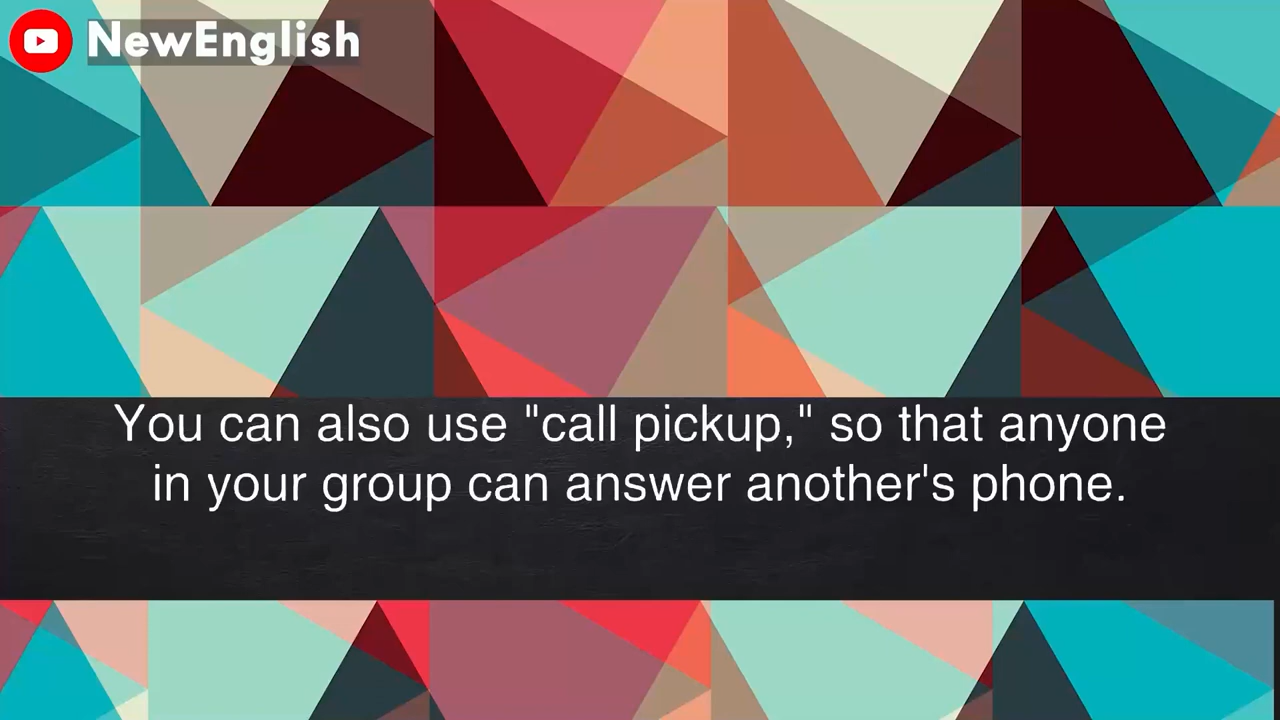 NewEnglish
You can also use "call pickup," so that anyone
in your group can answer another's phone.